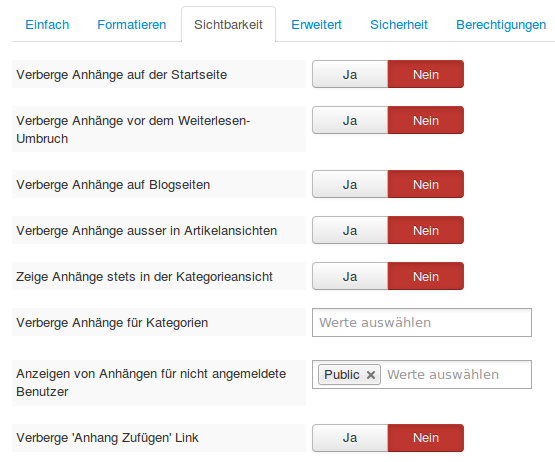 Einfach Formatieren Sichtbarkeit Erweitert Sicherheit Berechtigungen
Verberge Anhänge auf der Startseite Ja Nein
Verberge Anhänge vor dem Weiterlesen- Ja Nein
Umbruch
Verberge Anhänge auf Blogseiten Ja Nein
Verberge Anhänge ausser in Artikelansichten Ja Nein
Zeige Anhänge stets in der Kategorieansicht Ja Nein
Verberge Anhänge für Kategorien Werte auswählen
Anzeigen von Anhängen für nicht angemeldete Public Werte auswählen
Benutzer
Verberge 'Anhang Zufügen' Link Ja Nein